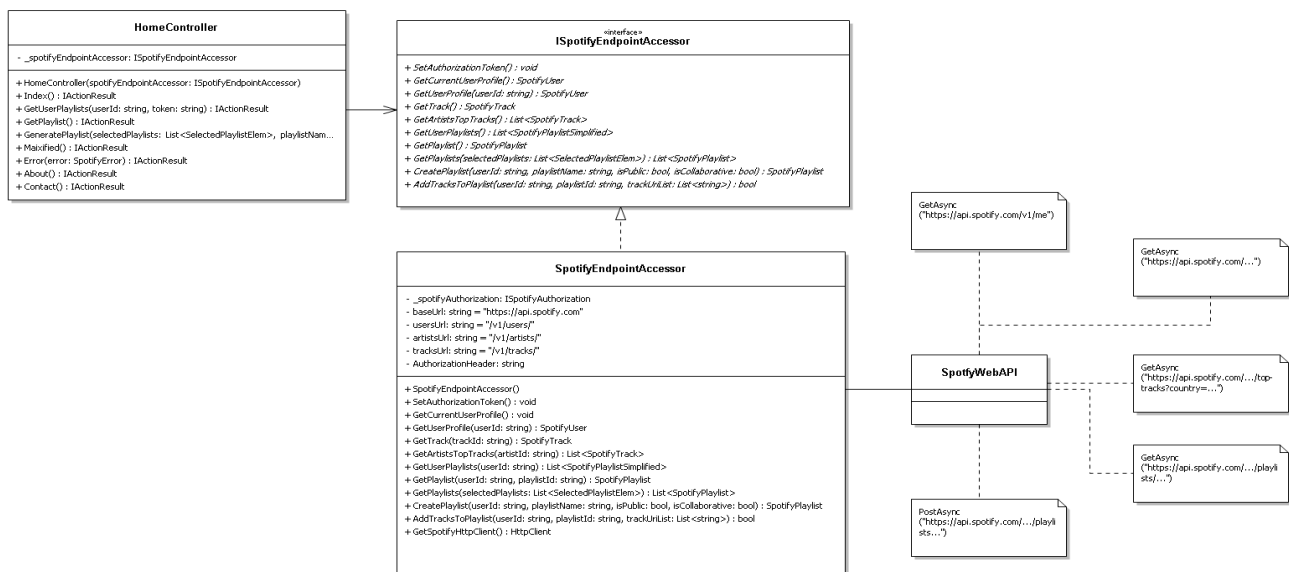 HomeController
- _spotifyEndpointAccessor: ISpotifyEndpointAccessor
+ HomeController(spotifyEndpointAccessor: ISpotifyEndpointAccessor)
+ Index() : IActionResult
+ GetUserPlaylists(userId: string, token: string) : IActionResult
+ GetPlaylist() : IActionResult
+ GeneratePlaylist(selectedPlaylists: List<SelectedPlaylistElem>, playlistNam...
+ Maixified() : IActionResult
+ Error(error: SpotifyError) : IActionResult
+ About() : IActionResult
+ Contact() : IActionResult
«interface»
ISpotifyEndpointAccessor
+ SetAuthorizationToken() : void
+ GetCurrentUserProfile() : SpotifyUser
+ GetUserProfile(userId: string) : SpotifyUser
+ GetTrack() : SpotifyTrack
+ GetArtistsTopTracks() : List<SpotifyTrack>
+ GetUserPlaylists() : List<SpotifyPlaylistSimplified>
+ GetPlaylist() : SpotifyPlaylist
+ GetPlaylists(selectedPlaylists: List<SelectedPlaylistElem>) : List<SpotifyPlaylist>
+ CreatePlaylist(userId: string, playlistName: string, isPublic: bool, isCollaborative: bool) : SpotifyPlaylist
+ AddTracksToPlaylist(userId: string, playlistId: string, trackUriList: List<string>) : bool
SpotifyEndpointAccessor
- _spotifyAuthorization: ISpotifyAuthorization
- baseUrl: string = "https://api.spotify.com"
- usersUrl: string = "/v1/users/"
- artistsUrl: string = "/v1/artists/"
- tracksUrl: string = "/v1/tracks/"
- AuthorizationHeader: string
+ SpotifyEndpointAccessor()
+ SetAuthorizationToken() : void
+ GetCurrentUserProfile() : void
+ GetUserProfile(userId: string) : SpotifyUser
+ GetTrack(trackId: string) : SpotifyTrack
+ GetArtistsTopTracks(artistId: string) : List<SpotifyTrack>
+ GetUserPlaylists(userId: string) : List<SpotifyPlaylistSimplified>
+ GetPlaylist(userId: string, playlistId: string) : SpotifyPlaylist
+ GetPlaylists(selectedPlaylists: List<SelectedPlaylistElem>) : List<SpotifyPlaylist>
+ CreatePlaylist(userId: string, playlistName: string, isPublic: bool, isCollaborative: bool) : SpotifyPlaylist
+ AddTracksToPlaylist(userId: string, playlistId: string, trackUriList: List<string>) : bool
+ GetSpotifyHttpClient() : HttpClient
GetAsync
("https://api.spotify.com/v1/me")
GetAsync
("https://api.spotify.com/...")
SpotfyWebAPI
GetAsync
("https://api.spotify.com/.../top-
tracks?country=...")
GetAsync
("https://api.spotify.com/.../playli
sts/...")
PostAsync
("https://api.spotify.com/.../playli
sts...")